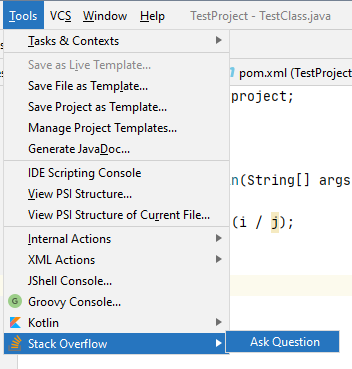 Tools VCS Window Help TestProject - TestClass.java
Tasks & Contexts
Save as Live Template...
Save File as Template...
pom.xml (TestProject
Save Project as Template...
project;
Manage Project Templates...
Generate JavaDoc...
IDE Scripting Console
n(String[] args
View PSI Structure...
View PSI Structure of Current File...
(i / j);
Internal Actions
XML Actions
JShell Console...
G Groovy Console...
Kotlin
Stack Overflow
Ask Question